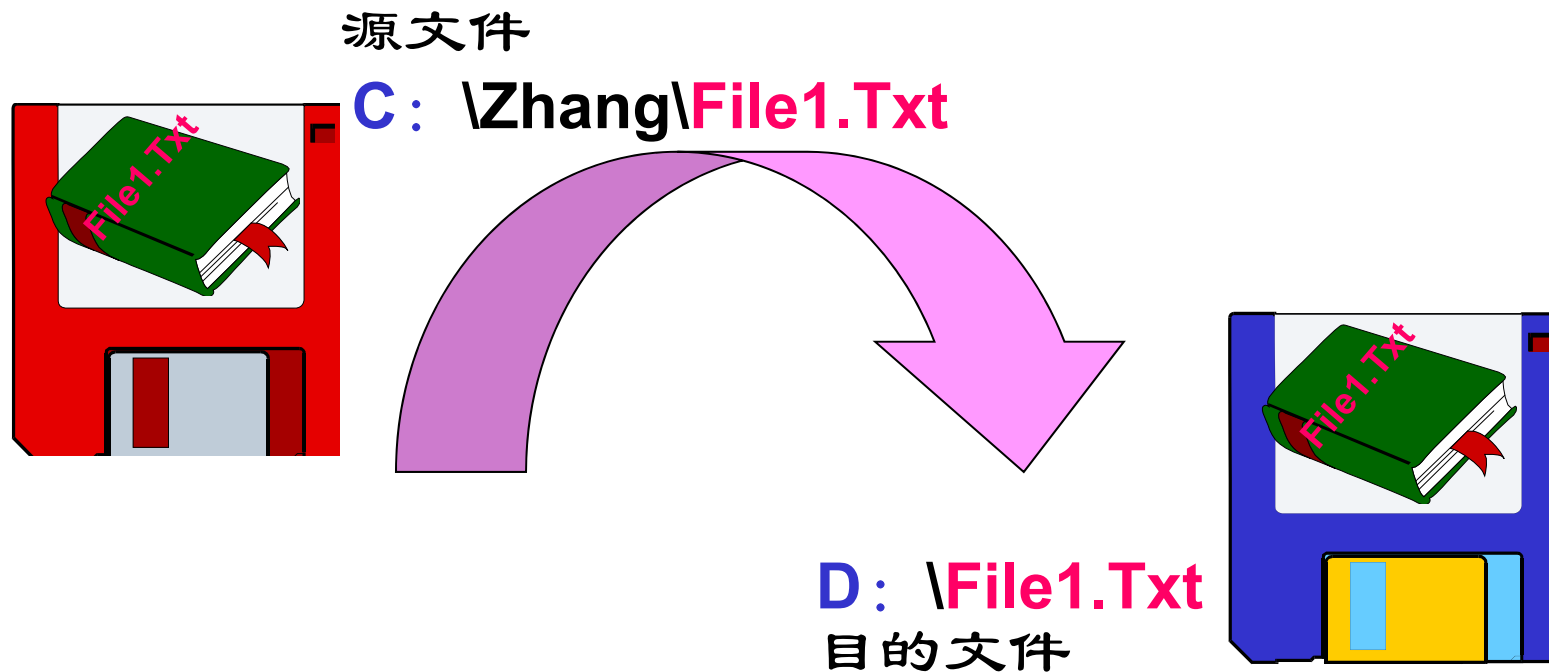 源文件
C：\Zhang\File1.Txt
File1.Txt
File1.Txt
D：\File1.Txt
目的文件